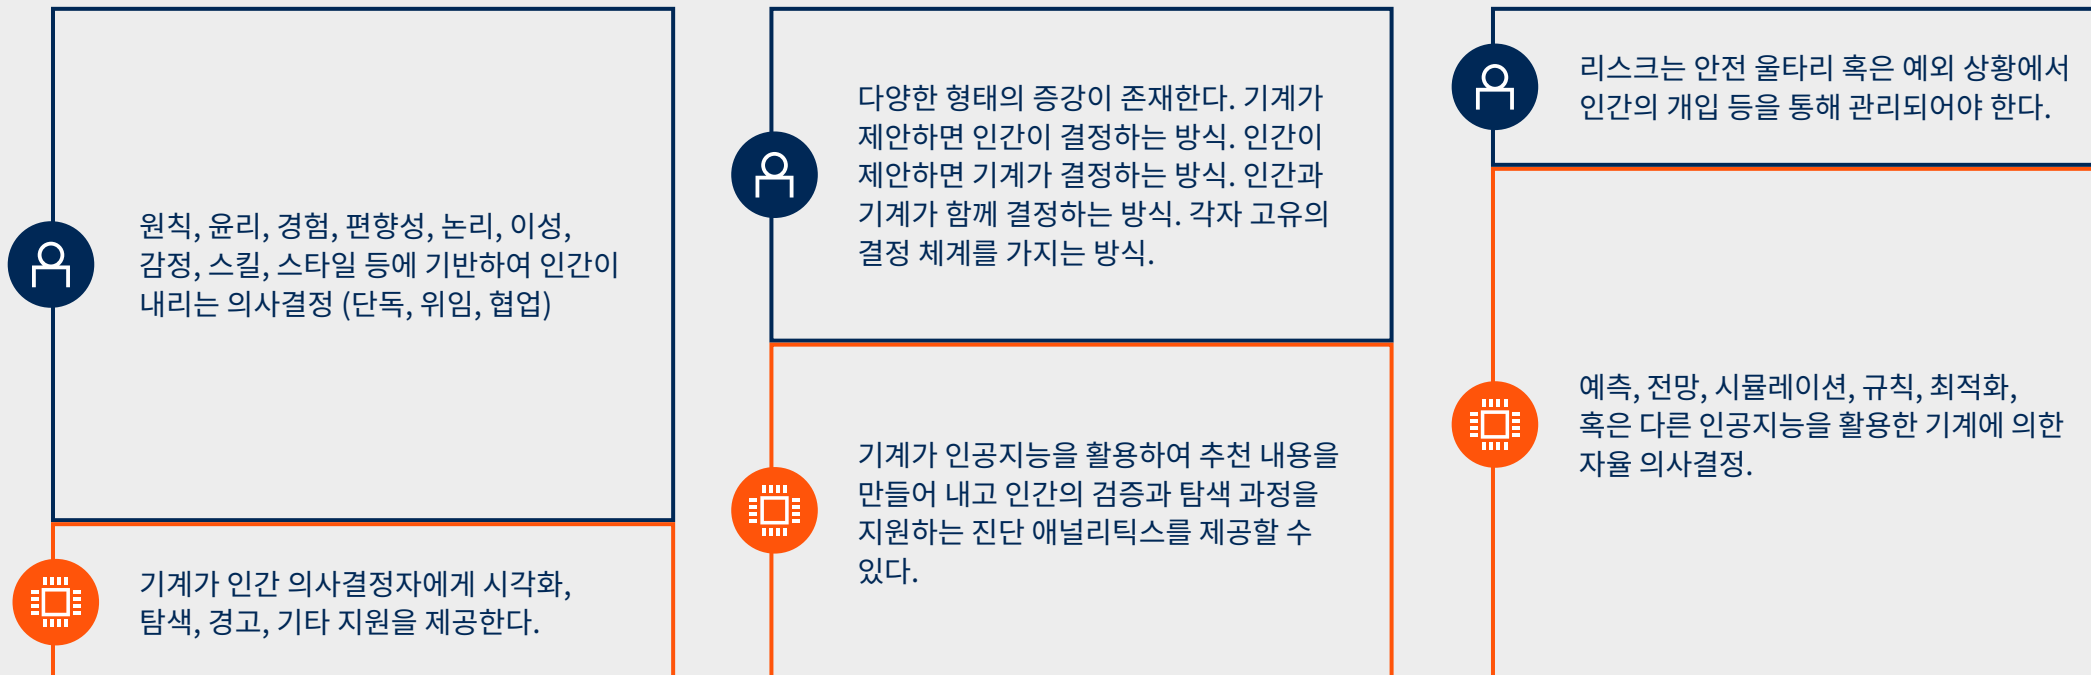 원칙, 윤리, 경험, 편향성, 논리, 이성,
감정, 스킬, 스타일 등에 기반하여 인간이
내리는 의사결정 (단독, 위임, 협업)
기계가 인간 의사결정자에게 시각화,
탐색, 경고, 기타 지원을 제공한다.
다양한 형태의 증강이 존재한다. 기계가
제안하면 인간이 결정하는 방식. 인간이
제안하면 기계가 결정하는 방식. 인간과
기계가 함께 결정하는 방식. 각자 고유의
결정 체계를 가지는 방식.
기계가 인공지능을 활용하여 추천 내용을
만들어 내고 인간의 검증과 탐색 과정을
지원하는 진단 애널리틱스를 제공할 수
있다.
리스크는 안전 울타리 혹은 예외 상황에서
인간의 개입 등을 통해 관리되어야 한다.
예측, 전망, 시뮬레이션, 규칙, 최적화,
혹은 다른 인공지능을 활용한 기계에 의한
자율 의사결정.